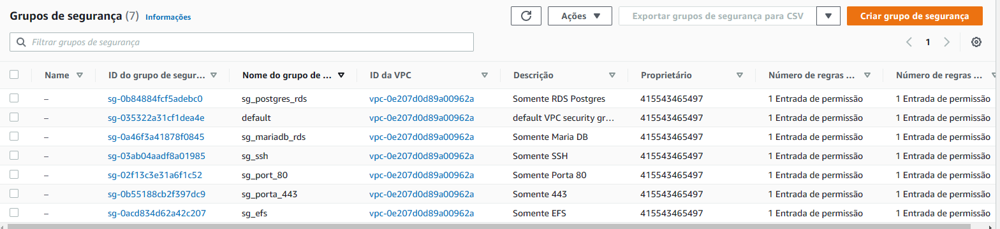 Grupos de segurança (7) Informações Ações Exportar grupos de segurança para CSV Criar grupo de segurança
Filtrar grupos de segurança 1
Name ID do grupo de segur... Nome do grupo de ... ID da VPC Descrição Proprietário Número de regras ... Número de regras ...
– sg-0b84884fcf5adebc0 sg_postgres_rds vpc-0e207d0d89a00962a Somente RDS Postgres 415543465497 1 Entrada de permissão 1 Entrada de permissão
– sg-035322a31cf1dea4e default vpc-0e207d0d89a00962a default VPC security gr... 415543465497 1 Entrada de permissão 1 Entrada de permissão
– sg-0a46f3a41878f0845 sg_mariadb_rds vpc-0e207d0d89a00962a Somente Maria DB 415543465497 1 Entrada de permissão 1 Entrada de permissão
– sg-03ab04aadf8a01985 sg_ssh vpc-0e207d0d89a00962a Somente SSH 415543465497 1 Entrada de permissão 1 Entrada de permissão
– sg-02f13c3e31a6f1c52 sg_port_80 vpc-0e207d0d89a00962a Somente Porta 80 415543465497 1 Entrada de permissão 1 Entrada de permissão
– sg-0b55188cb2f397dc9 sg_porta_443 vpc-0e207d0d89a00962a Somente 443 415543465497 1 Entrada de permissão 1 Entrada de permissão
– sg-0acd834d62a42c207 sg_efs vpc-0e207d0d89a00962a Somente EFS 415543465497 1 Entrada de permissão 1 Entrada de permissão